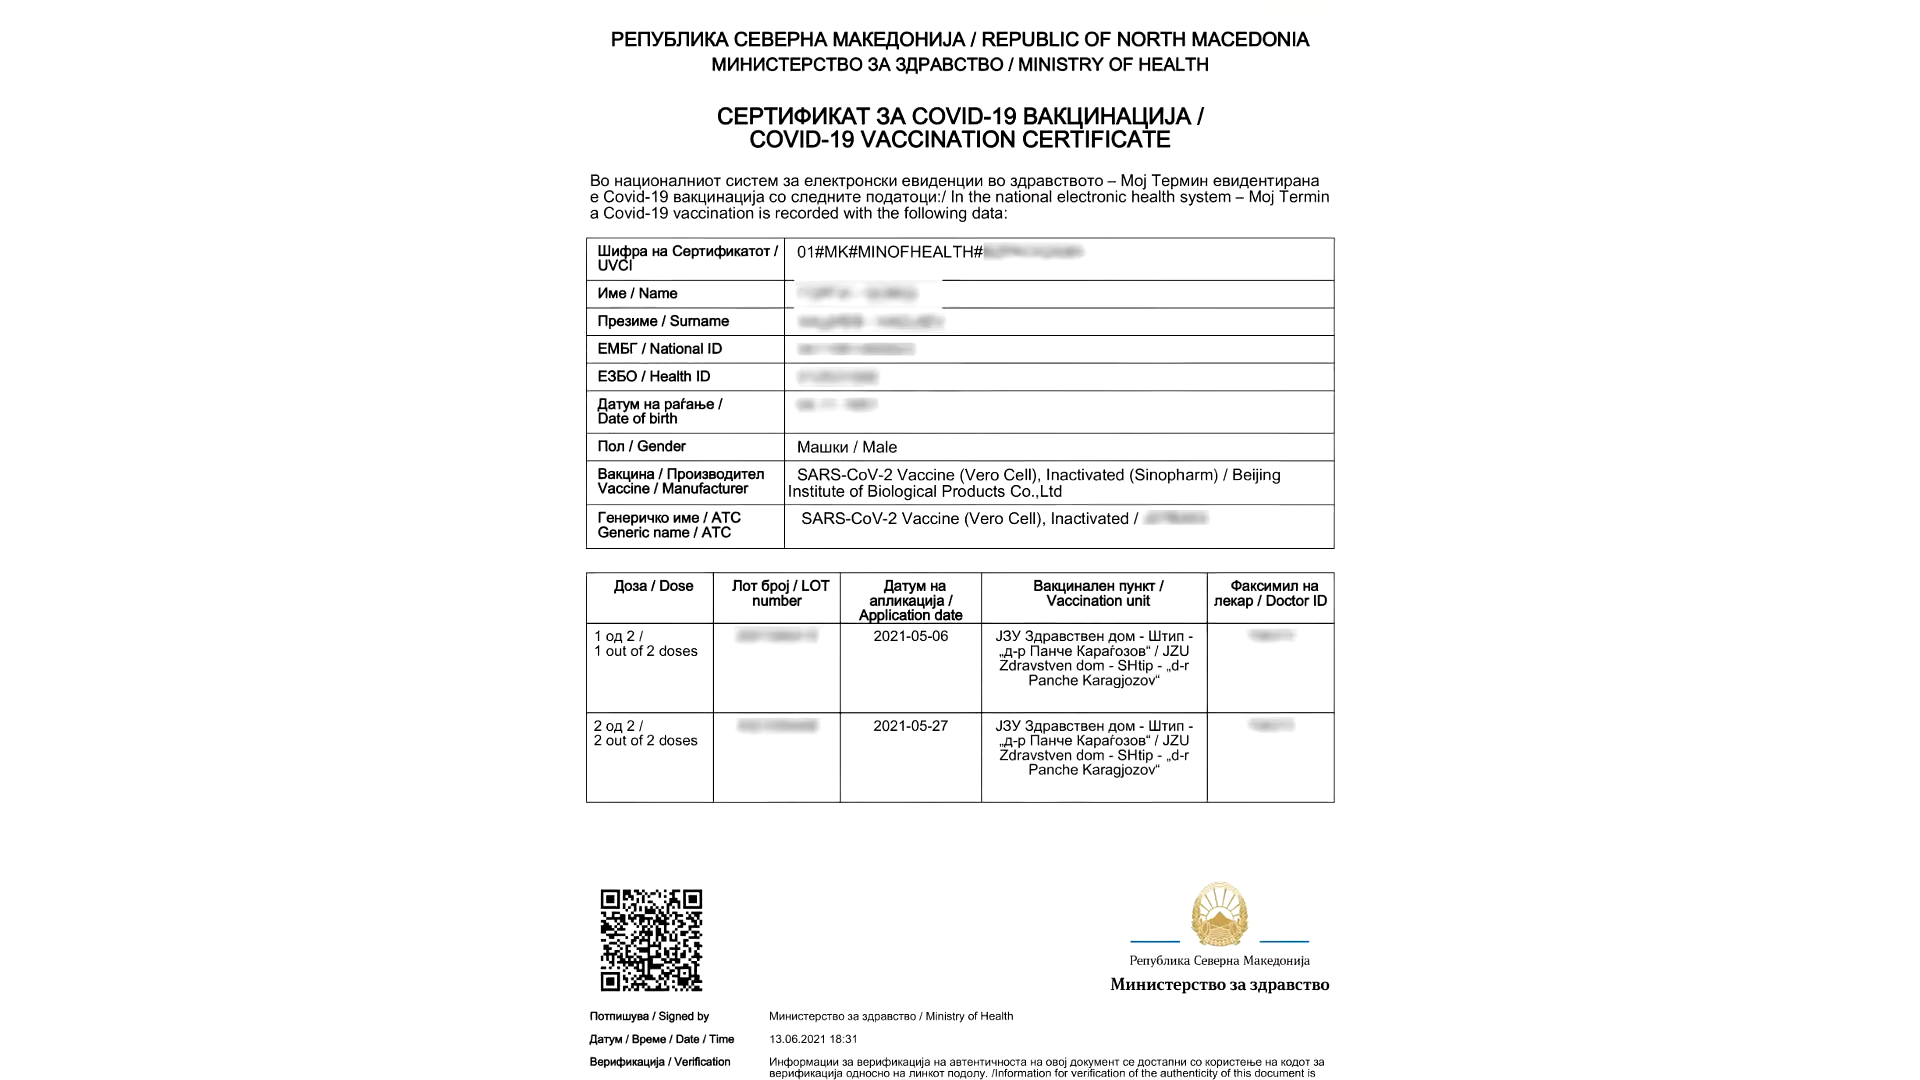 РЕПУБЛИКА СЕВЕРНА МАКЕДОНИЈА / REPUBLIC OF NORTH MACEDONIA
МИНИСТЕРСТВО ЗА ЗДРАВСТВО / MINISTRY OF HEALTH
СЕРТИФИКАТ ЗА COVID-19 ВАКЦИНАЦИЈА /
COVID-19 VACCINATION CERTIFICATE
Во националниот систем за електронски евиденции во здравството – Мој Термин евидентирана
е Covid-19 вакцинација со следните податоци:/ In the national electronic health system – Moj Termin
a Covid-19 vaccination is recorded with the following data:
Шифра на Сертификатот /
UVCI
01#MK#MINOFHEALTH#
Име / Name
Презиме / Surname
ЕМБГ / National ID
ЕЗБО / Health ID
Датум на раѓање /
Date of birth
Пол / Gender
Машки / Male
Вакцина / Производител
Vaccine / Manufacturer
SARS-CoV-2 Vaccine (Vero Cell), Inactivated (Sinopharm) / Beijing
Institute of Biological Products Co.,Ltd
Генеричко име / ATC
Generic name / ATC
SARS-CoV-2 Vaccine (Vero Cell), Inactivated /
Доза / Dose
Лот број / LOT
number
Датум на
апликација /
Application date
Вакцинален пункт /
Vaccination unit
Факсимил на
лекар / Doctor ID
1 од 2 /
1 out of 2 doses
2021-05-06
ЈЗУ Здравствен дом - Штип -
„д-р Панче Караѓозов“ / JZU
Zdravstven dom - SHtip - „d-r
Panche Karagjozov“
2 од 2 /
2 out of 2 doses
2021-05-27
ЈЗУ Здравствен дом - Штип -
„д-р Панче Караѓозов“ / JZU
Zdravstven dom - SHtip - „d-r
Panche Karagjozov“
Република Северна Македонија
Министерство за здравство
Потпишува / Signed by
Министерство за здравство / Ministry of Health
Датум / Време / Date / Time
13.06.2021 18:31
Верификација / Verification
Информации за верификација на автентичноста на овој документ се достапни со користење на кодот за
верификација односно на линкот подолу. /Information for verification of the authenticity of this document is